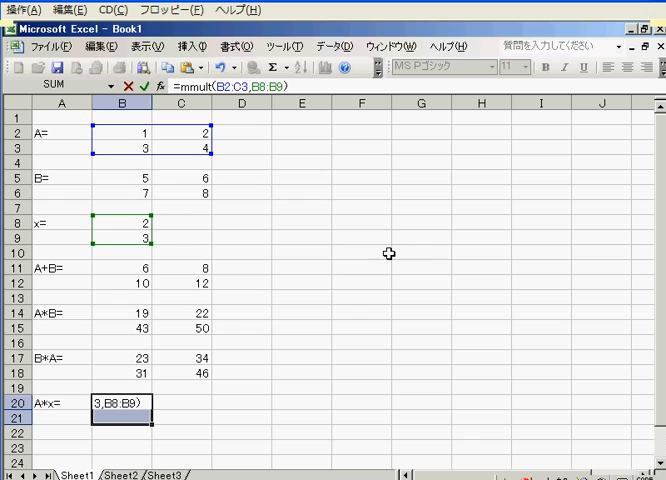 操作(A) 編集(E) CD(C) フロッピー(F) ヘルプ(H)
Microsoft Excel - Book1
ファイル(F) 編集(E) 表示(V) 挿入(I) 書式(O) ツール(T) データ(D) ウィンドウ(W) ヘルプ(H) 質問を入力してください
MS Pゴシック 11 B I U
SUM =mmult(B2:C3,B8:B9)
A B C D E F G H I J
1
2 A= 1 2
3 3 4
4
5 B= 5 6
6 7 8
7
8 x= 2
9 3
10
11 A+B= 6 8
12 10 12
13
14 A*B= 19 22
15 43 50
16
17 B*A= 23 34
18 31 46
19
20 A*x= 3,B8:B9)
21
22
23
24
Sheet1 Sheet2 Sheet3